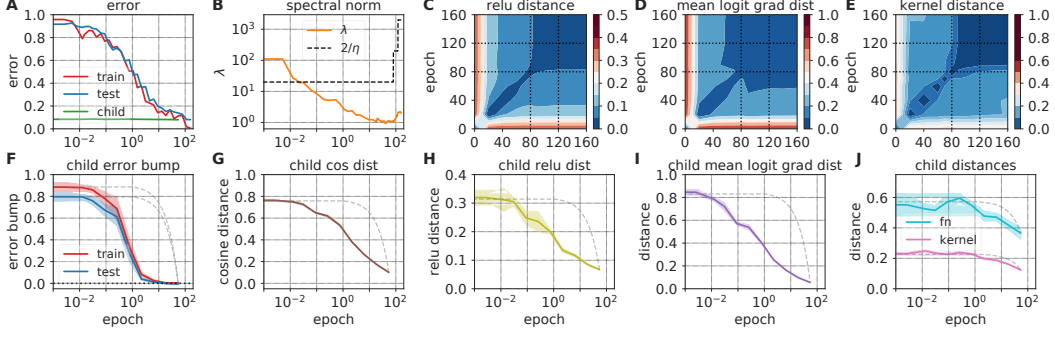 A error
error
1.0
0.8
0.6
0.4
0.2
0.0
train
test
child
10⁻² 10⁰ 10²
B spectral norm
λ
10³
10²
10¹
10⁰
λ
2/η
10⁻² 10⁰ 10²
C relu distance
epoch
160
120
80
40
0
0 40 80 120 160
0.5
0.4
0.3
0.2
0.1
0.0
D mean logit grad dist
epoch
160
120
80
40
0
0 40 80 120 160
1.0
0.8
0.6
0.4
0.2
0.0
E kernel distance
epoch
160
120
80
40
0
0 40 80 120 160
1.0
0.8
0.6
0.4
0.2
0.0
F child error bump
error bump
1.0
0.8
0.6
0.4
0.2
0.0
train
test
10⁻² 10⁰ 10²
epoch
G child cos dist
cosine distance
1.0
0.8
0.6
0.4
0.2
0.0
10⁻² 10⁰ 10²
epoch
H child relu dist
relu distance
0.4
0.3
0.2
0.1
0.0
10⁻² 10⁰ 10²
epoch
I child mean logit grad dist
distance
1.0
0.8
0.6
0.4
0.2
0.0
10⁻² 10⁰ 10²
epoch
J child distances
distance
0.6
0.4
0.2
0.0
fn
kernel
10⁻² 10⁰ 10²
epoch